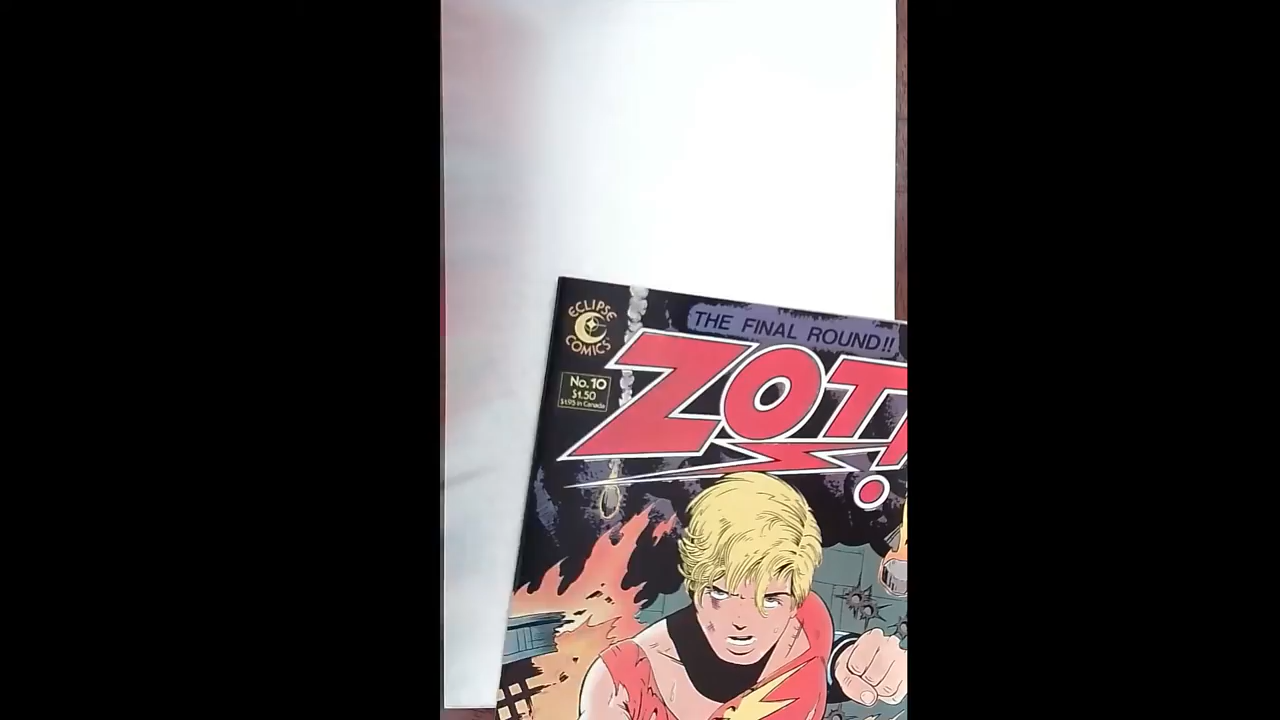 THE FINAL ROUND!!
ECLIPSE
COMICS
ZOT!
No. 10
$1.50
$1.95 in Canada